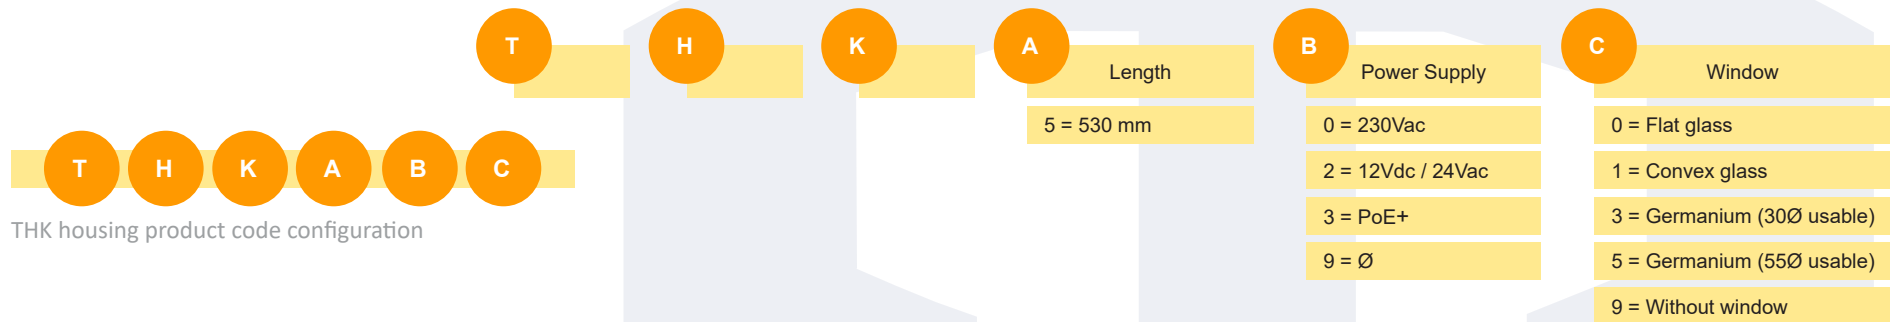 T H K A B C
Length Power Supply Window
5 = 530 mm 0 = 230Vac 0 = Flat glass
2 = 12Vdc / 24Vac 1 = Convex glass
3 = PoE+ 3 = Germanium (30Ø usable)
9 = Ø 5 = Germanium (55Ø usable)
9 = Without window
T H K A B C
THK housing product code configuration